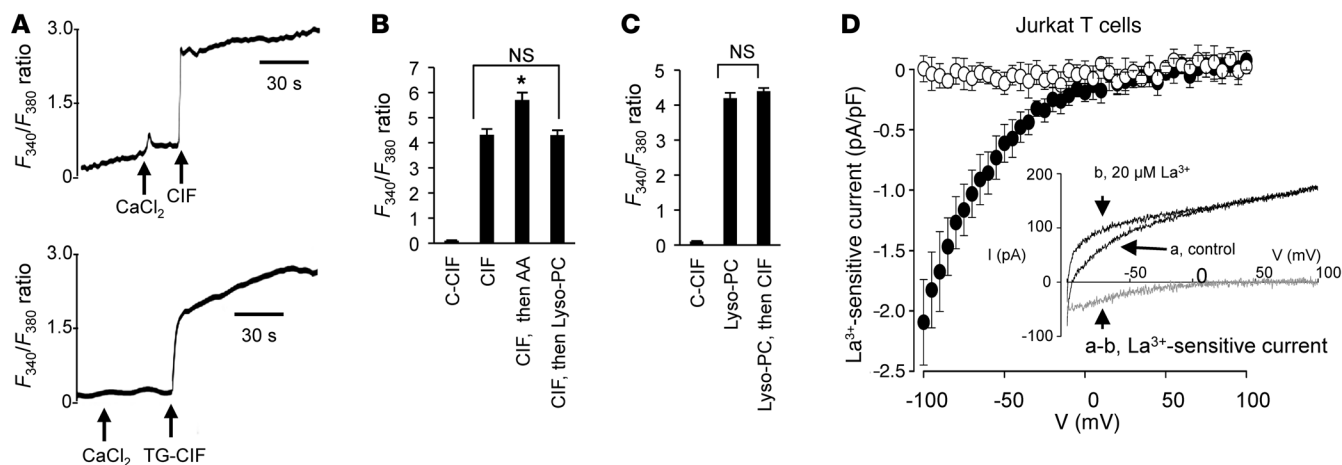 A
F340/F380 ratio
3.0
1.5
0
30 s
CaCl2
CIF
F340/F380 ratio
3.0
1.5
0
30 s
CaCl2
TG-CIF
B
NS
*
F340/F380 ratio
7
6
5
4
3
2
1
0
C-CIF
CIF
CIF, then AA
CIF, then Lyso-PC
C
NS
F340/F380 ratio
5
4
3
2
1
0
C-CIF
Lyso-PC
Lyso-PC, then CIF
D
Jurkat T cells
La3+-sensitive current (pA/pF)
0
-0.5
-1.0
-1.5
-2.0
-2.5
-100
-50
0
50
100
V (mV)
200
100
0
-100
I (pA)
b, 20 µM La3+
a, control
V (mV)
-50
0
50
100
a-b, La3+-sensitive current